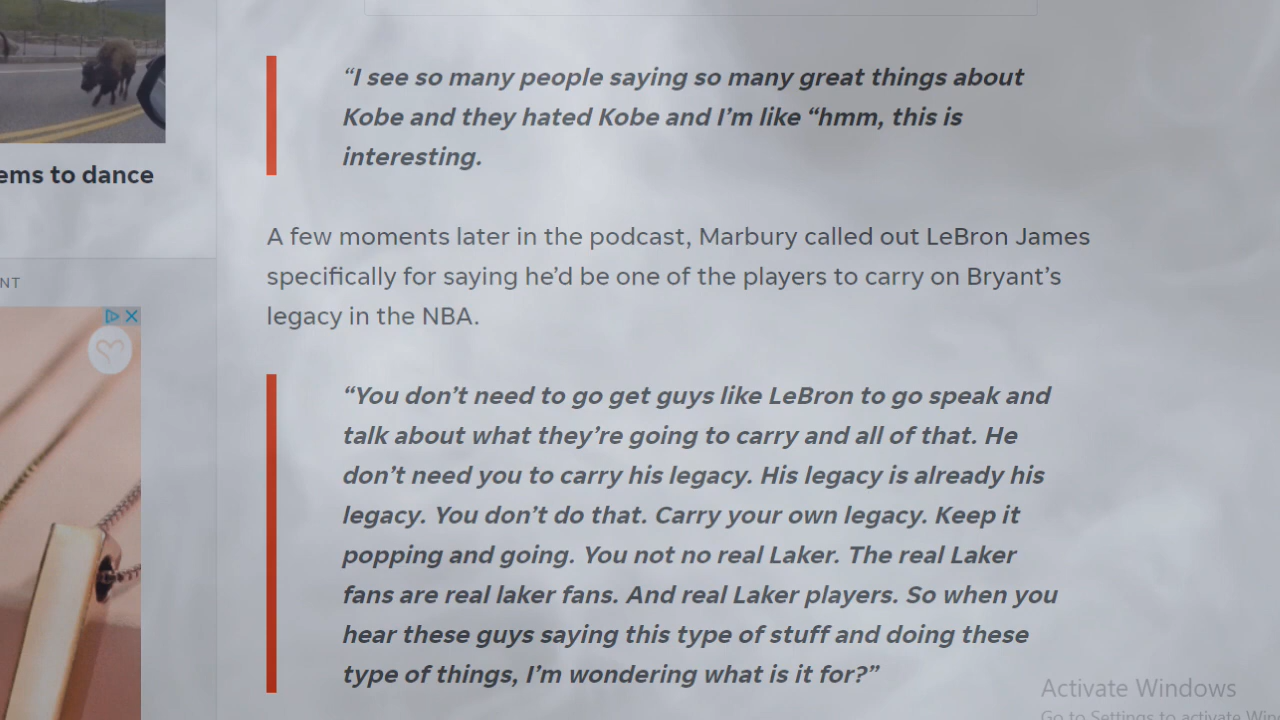 “I see so many people saying so many great things about
Kobe and they hated Kobe and I’m like “hmm, this is
interesting.
ems to dance
A few moments later in the podcast, Marbury called out LeBron James
specifically for saying he’d be one of the players to carry on Bryant’s
legacy in the NBA.
NT
“You don’t need to go get guys like LeBron to go speak and
talk about what they’re going to carry and all of that. He
don’t need you to carry his legacy. His legacy is already his
legacy. You don’t do that. Carry your own legacy. Keep it
popping and going. You not no real Laker. The real Laker
fans are real laker fans. And real Laker players. So when you
hear these guys saying this type of stuff and doing these
type of things, I’m wondering what is it for?”
Activate Windows
Go to Settings to activate Win